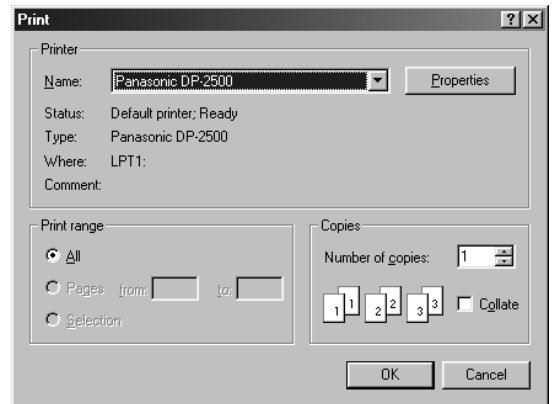 Print
Printer
Name: Panasonic DP-2500 Properties
Status: Default printer; Ready
Type: Panasonic DP-2500
Where: LPT1:
Comment:
Print range
All
Pages from: to:
Selection
Copies
Number of copies: 1
1 1 2 2 3 3 Collate
OK Cancel